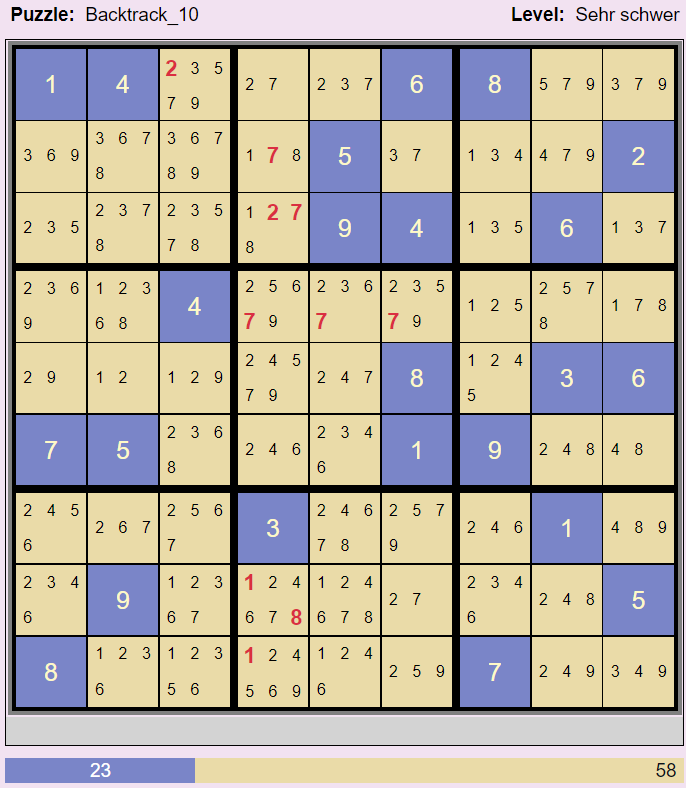 Puzzle: Backtrack_10 Level: Sehr schwer
1 4 2 3 5 2 7 2 3 7 6 8 5 7 9 3 7 9
7 9
3 6 9 3 6 7 3 6 7 1 7 8 5 3 7 1 3 4 4 7 9 2
8 8 9
2 3 5 2 3 7 2 3 5 1 2 7 9 4 1 3 5 6 1 3 7
8 7 8 8
2 3 6 1 2 3 4 2 5 6 2 3 6 2 3 5 1 2 5 2 5 7 1 7 8
9 6 8 7 9 7 7 9 8
2 9 1 2 1 2 9 2 4 5 2 4 7 8 1 2 4 3 6
7 9 5
7 5 2 3 6 2 4 6 2 3 4 1 9 2 4 8 4 8
8 6
2 4 5 2 6 7 2 5 6 3 2 4 6 2 5 7 2 4 6 1 4 8 9
6 7 7 8 9
2 3 4 9 1 2 3 1 2 4 1 2 4 2 7 2 3 4 2 4 8 5
6 6 7 6 7 8 6 7 8 6
8 1 2 3 1 2 3 1 2 4 1 2 4 2 5 9 7 2 4 9 3 4 9
6 5 6 5 6 9 6
23 58